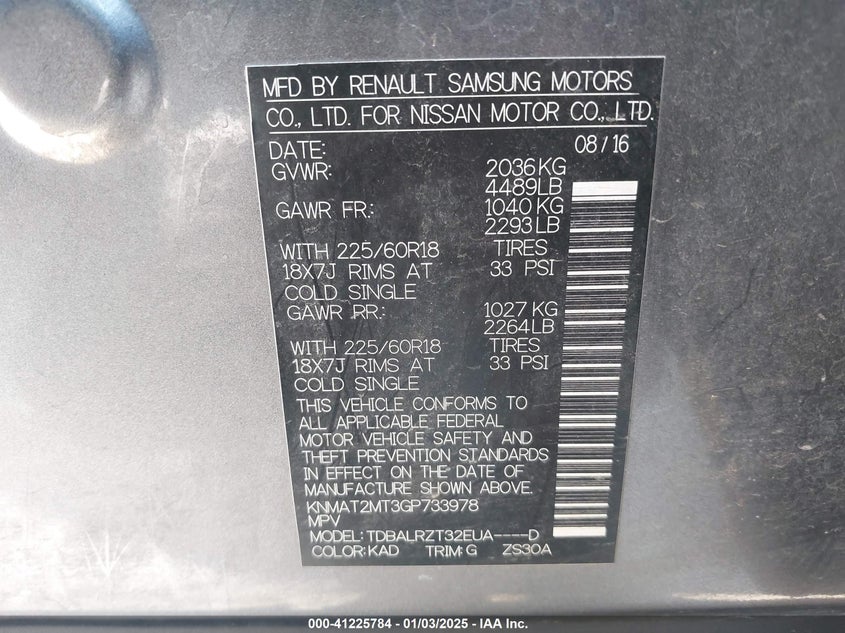 MFD BY RENAULT SAMSUNG MOTORS
CO., LTD. FOR NISSAN MOTOR CO., LTD.
DATE: 08/16
GVWR: 2036KG
4489LB
GAWR FR.: 1040KG
2293LB
WITH 225/60R18 TIRES
18X7J RIMS AT 33 PSI
COLD SINGLE
GAWR RR.: 1027KG
2264LB
WITH 225/60R18 TIRES
18X7J RIMS AT 33 PSI
COLD SINGLE
THIS VEHICLE CONFORMS TO
ALL APPLICABLE FEDERAL
MOTOR VEHICLE SAFETY AND
THEFT PREVENTION STANDARDS
IN EFFECT ON THE DATE OF
MANUFACTURE SHOWN ABOVE.
KNMAT2MT3GP733978
MPV
MODEL: TDBALRZT32EUA----D
COLOR: KAD TRIM: G ZS30A
000-41225784 - 01/03/2025 - IAA Inc.